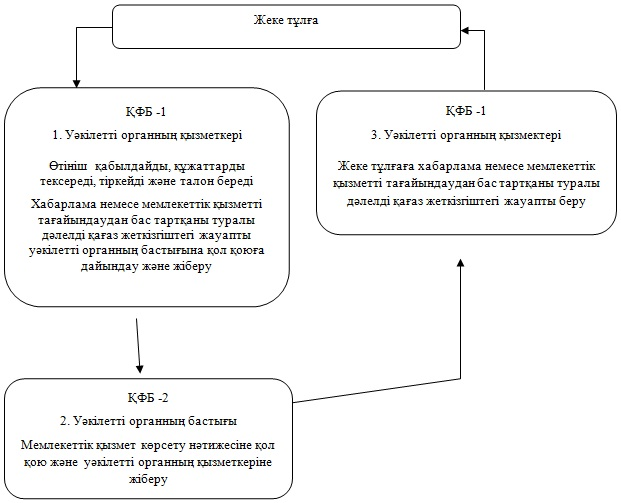 Жеке тұлға
ҚФБ -1
1. Уәкілетті органның қызметкері
Өтініш қабылдайды, құжаттарды
тексереді, тіркейді және талон береді
Хабарлама немесе мемлекеттік қызметті
тағайындаудан бас тартқаны туралы
дәлелді қағаз жеткізгіштегі жауапты
уәкілетті органның бастығына қол қоюға
дайындау және жіберу
ҚФБ -2
2. Уәкілетті органның бастығы
Мемлекеттік қызмет көрсету нәтижесіне қол
қою және уәкілетті органның қызметкеріне
жіберу
ҚФБ -1
3. Уәкілетті органның қызмектері
Жеке тұлғаға хабарлама немесе мемлекеттік
қызметті тағайындаудан бас тартқаны туралы
дәлелді қағаз жеткізгіштегі жауапты беру